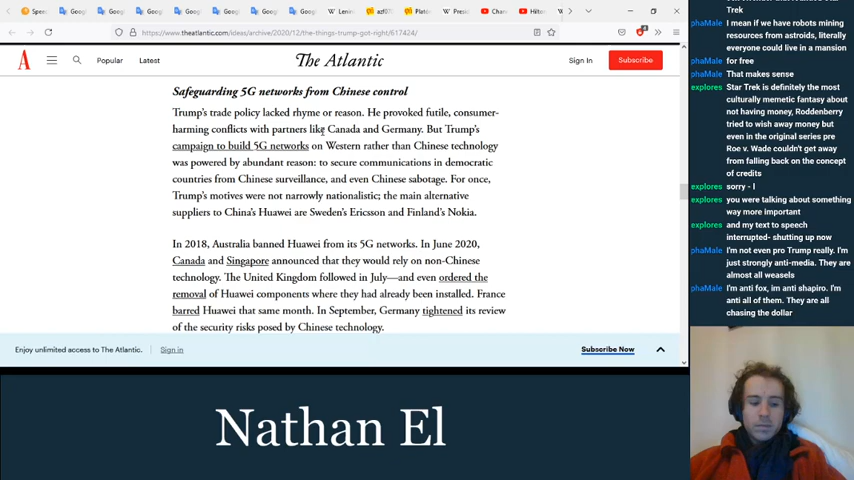 Spen
Goog
Goog
Goog
Goog
Goog
Goog
Goog
Lenin
azf07
Plato
Presi
Chan
Hilton
https://www.theatlantic.com/ideas/archive/2020/12/the-things-trump-got-right/617424/
Popular
Latest
The Atlantic
Sign In
Subscribe
Safeguarding 5G networks from Chinese control
Trump's trade policy lacked rhyme or reason. He provoked futile, consumer-
harming conflicts with partners like Canada and Germany. But Trump's
campaign to build 5G networks on Western rather than Chinese technology
was powered by abundant reason: to secure communications in democratic
countries from Chinese surveillance, and even Chinese sabotage. For once,
Trump's motives were not narrowly nationalistic; the main alternative
suppliers to China's Huawei are Sweden's Ericsson and Finland's Nokia.
In 2018, Australia banned Huawei from its 5G networks. In June 2020,
Canada and Singapore announced that they would rely on non-Chinese
technology. The United Kingdom followed in July—and even ordered the
removal of Huawei components where they had already been installed. France
barred Huawei that same month. In September, Germany tightened its review
of the security risks posed by Chinese technology.
Enjoy unlimited access to The Atlantic.
Sign in
Subscribe Now
Nathan El
Trek
phaMale I mean if we have robots mining
resources from astroids, literally
everyone could live in a mansion
phaMale for free
phaMale That makes sense
explores Star Trek is definitely the most
culturally memetic fantasy about
not having money, Roddenberry
tried to wish away money but
even in the original series pre
Roe v. Wade couldn't get away
from falling back on the concept
of credits
explores sorry - I
explores you were talking about something
way more important
explores and my text to speech
interrupted- shutting up now
phaMale I'm not even pro Trump really. I'm
just strongly anti-media. They are
almost all weasels
phaMale I'm anti fox, im anti shapiro. I'm
anti all of them. They are all
chasing the dollar